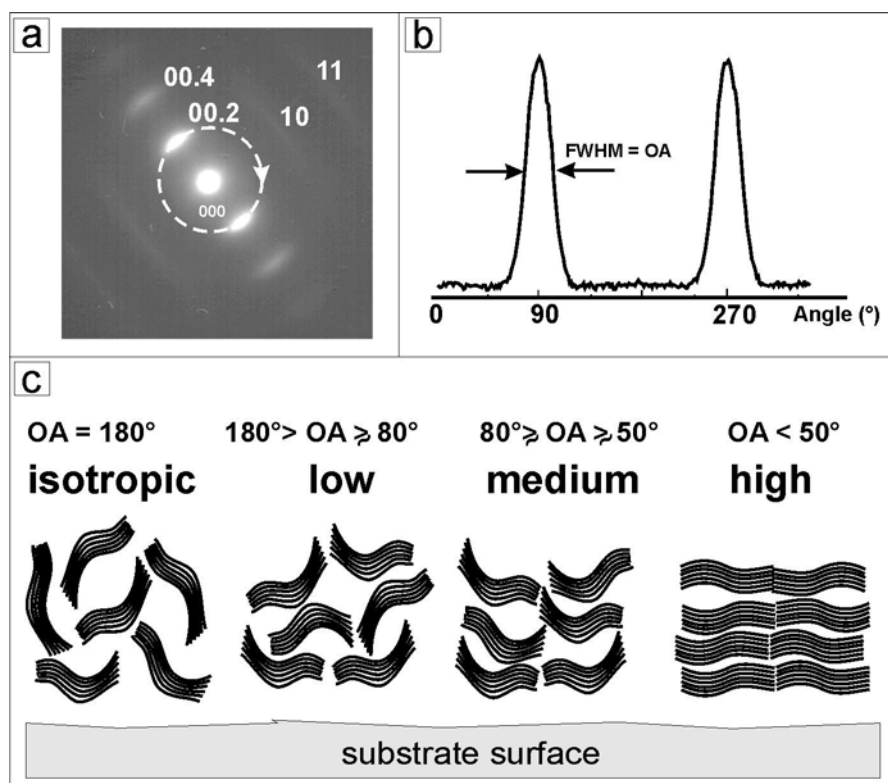 a
00.4
11
00.2
10
000
b
FWHM = OA
0 90 270 Angle (°)
c
OA = 180° 180°> OA ⩾ 80° 80°⩾ OA ⩾ 50° OA < 50°
isotropic low medium high
substrate surface